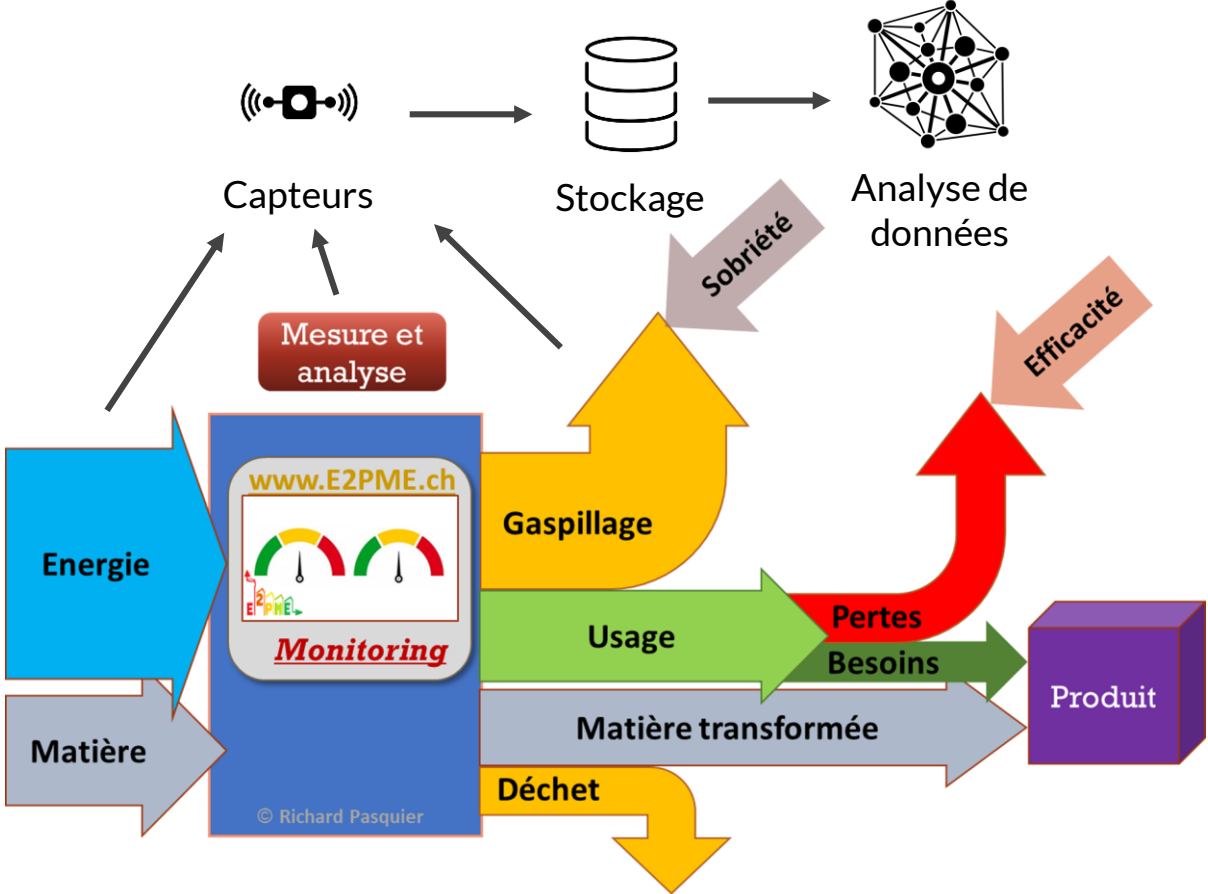 Capteurs
Stockage
Analyse de
données
Sobriété
Efficacité
Mesure et
analyse
www.E2PME.ch
Gaspillage
Energie
E2PME
Monitoring
Usage
Pertes
Besoins
Produit
Matière
Matière transformée
Déchet
© Richard Pasquier